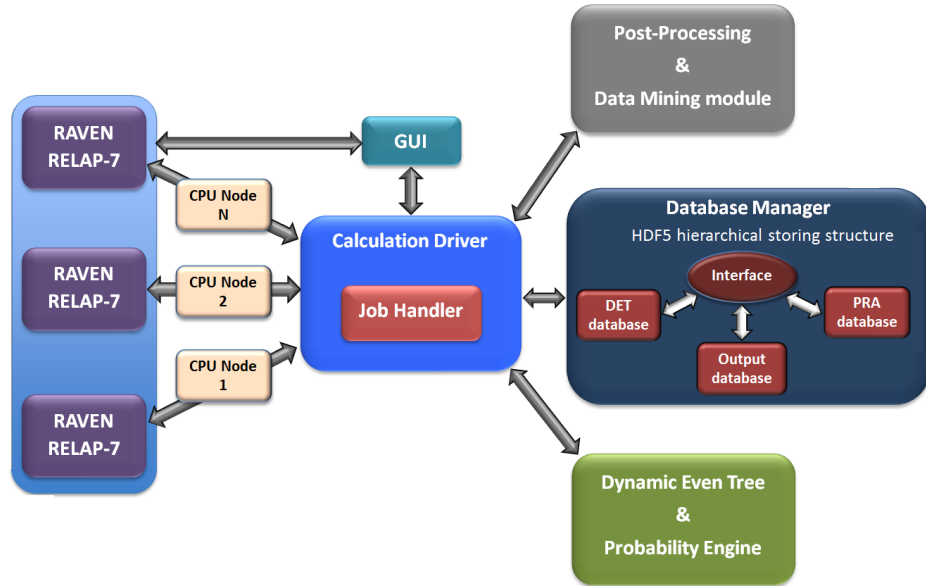 Post-Processing
&
Data Mining module
RAVEN
RELAP-7
GUI
CPU Node
N
RAVEN
RELAP-7
CPU Node
2
Calculation Driver
Job Handler
Database Manager
HDF5 hierarchical storing structure
Interface
DET
database
PRA
database
Output
database
CPU Node
1
RAVEN
RELAP-7
Dynamic Even Tree
&
Probability Engine